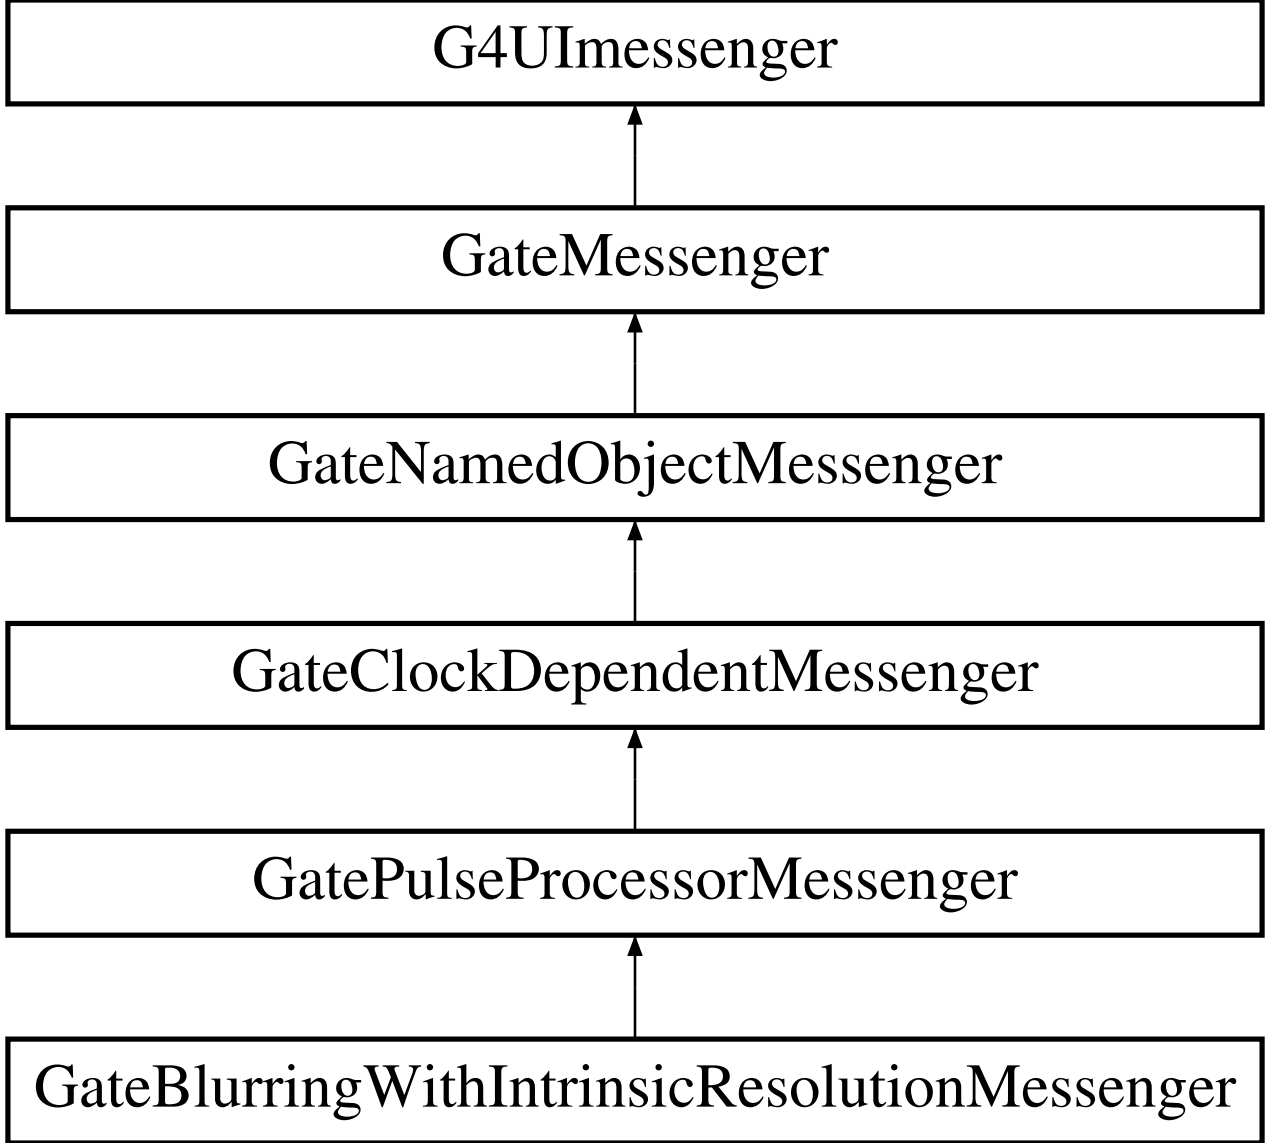 G4UImessenger
GateMessenger
GateNamedObjectMessenger
GateClockDependentMessenger
GatePulseProcessorMessenger
GateBlurringWithIntrinsicResolutionMessenger